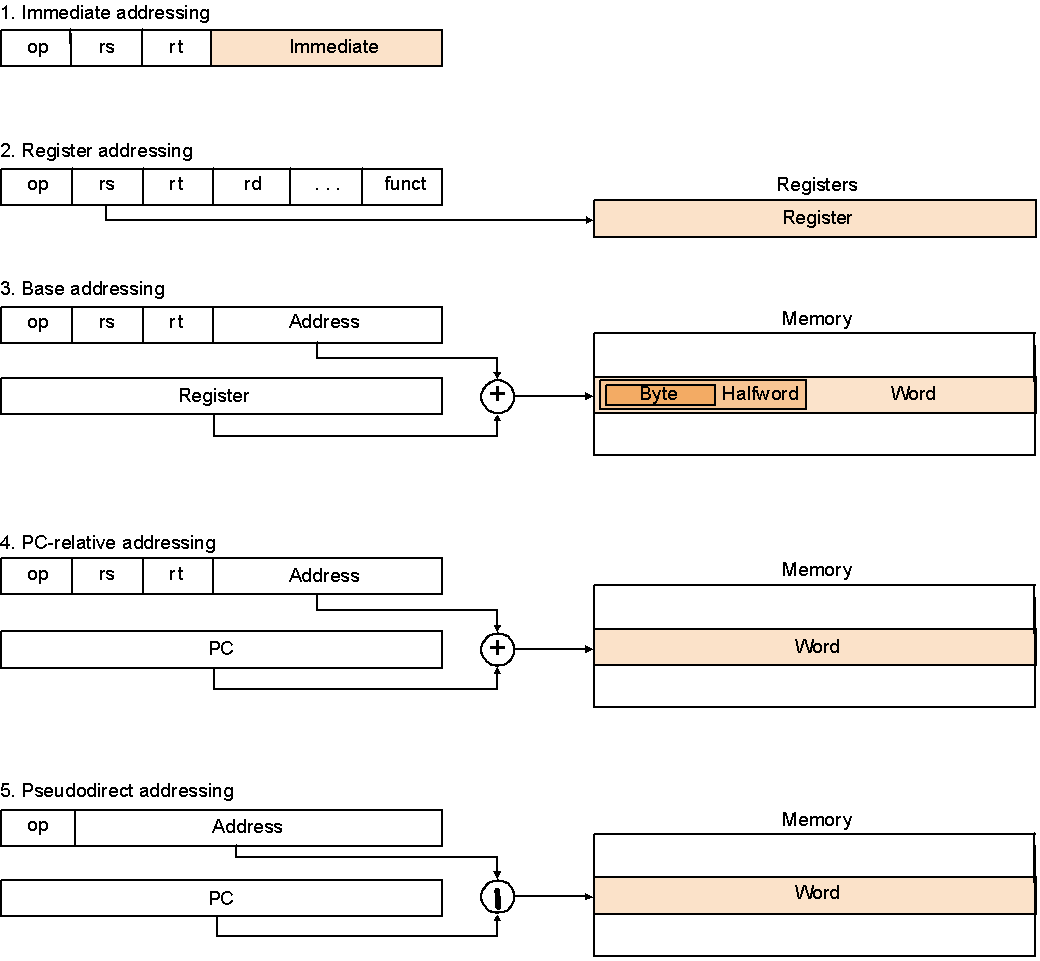 1. Immediate addressing
op rs rt Immediate
2. Register addressing
op rs rt rd . . . funct
Registers
Register
3. Base addressing
op rs rt Address
Memory
Register
+
Byte Halfword Word
4. PC-relative addressing
op rs rt Address
Memory
PC
+
Word
5. Pseudodirect addressing
op Address
Memory
PC
|
Word